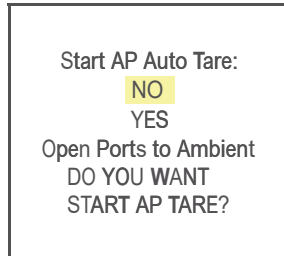 Start AP Auto Tare:
NO
YES
Open Ports to Ambient
DO YOU WANT
START AP TARE?